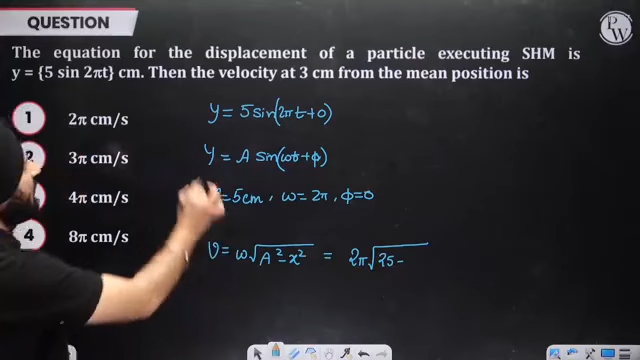 QUESTION
The equation for the displacement of a particle executing SHM is
y = {5 sin 2πt} cm. Then the velocity at 3 cm from the mean position is
1 2π cm/s
2 3π cm/s
4π cm/s
4 8π cm/s
y = 5 sin(2πt+0)
y = A sin(ωt+ϕ)
= 5cm, ω = 2π, ϕ=0
v = ω√A²-x² = 2π√25-
PW